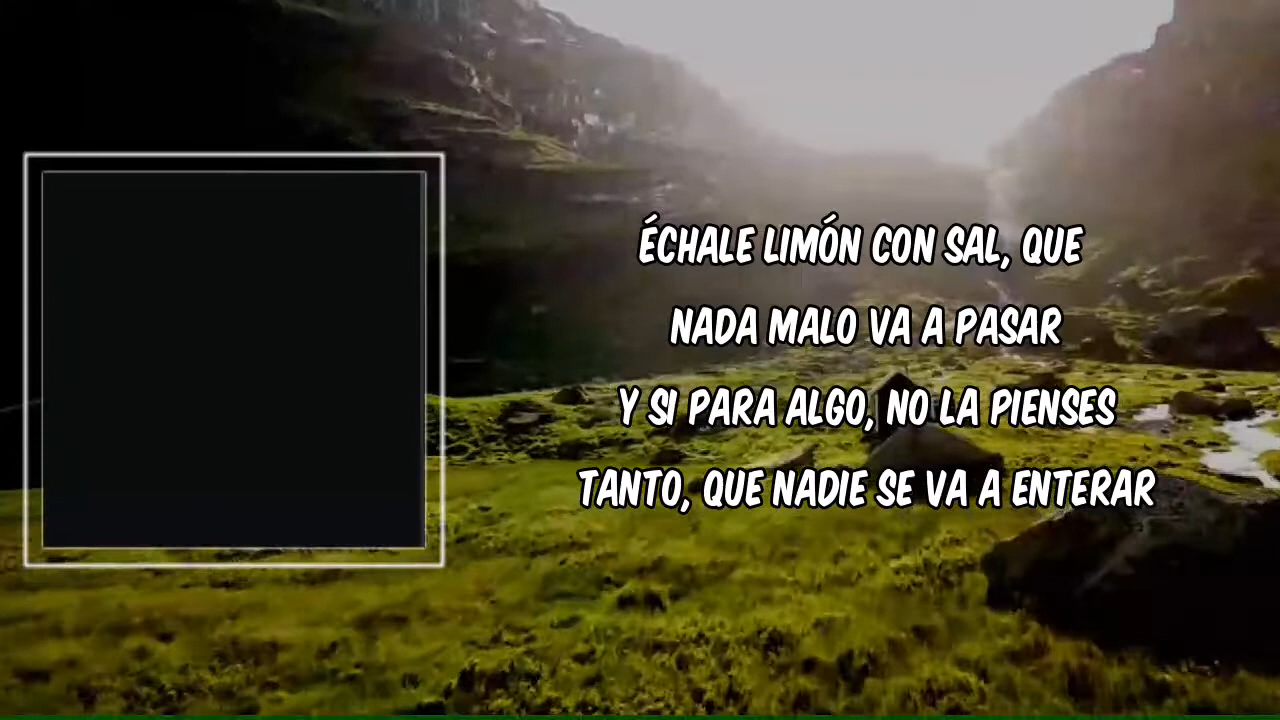 ÉCHALE LIMÓN CON SAL, QUE
NADA MALO VA A PASAR
Y SI PARA ALGO, NO LA PIENSES
TANTO, QUE NADIE SE VA A ENTERAR